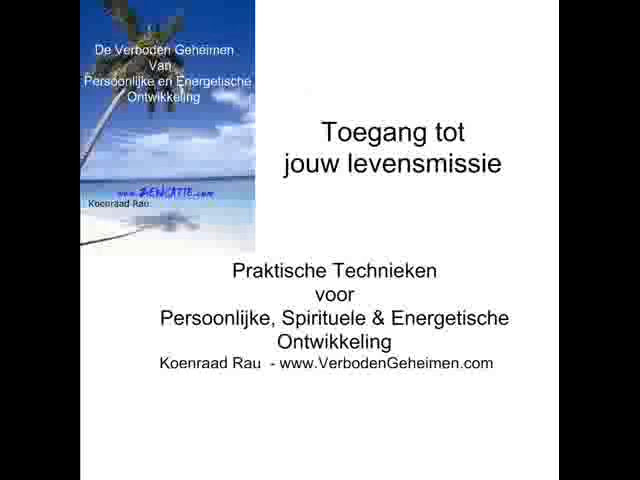 De Verboden Geheimen
Van
Persoonlijke en Energetische
Ontwikkeling
www.ZENCATTE.com
Koenraad Rau
Toegang tot
jouw levensmissie
Praktische Technieken
voor
Persoonlijke, Spirituele & Energetische
Ontwikkeling
Koenraad Rau - www.VerbodenGeheimen.com